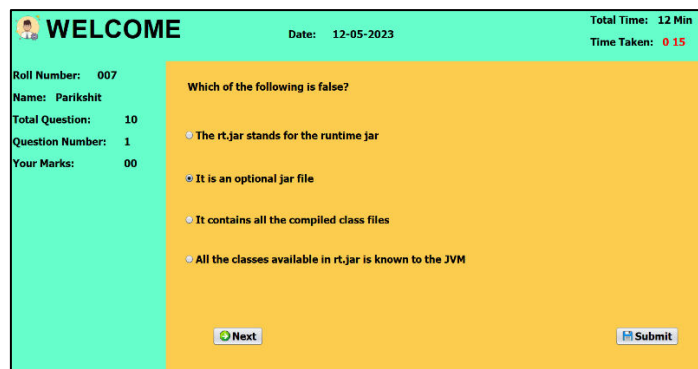 WELCOME
Date: 12-05-2023
Total Time: 12 Min
Time Taken: 0 15
Roll Number: 007
Name: Parikshit
Total Question: 10
Question Number: 1
Your Marks: 00
Which of the following is false?
The rt.jar stands for the runtime jar
It is an optional jar file
It contains all the compiled class files
All the classes available in rt.jar is known to the JVM
Next
Submit